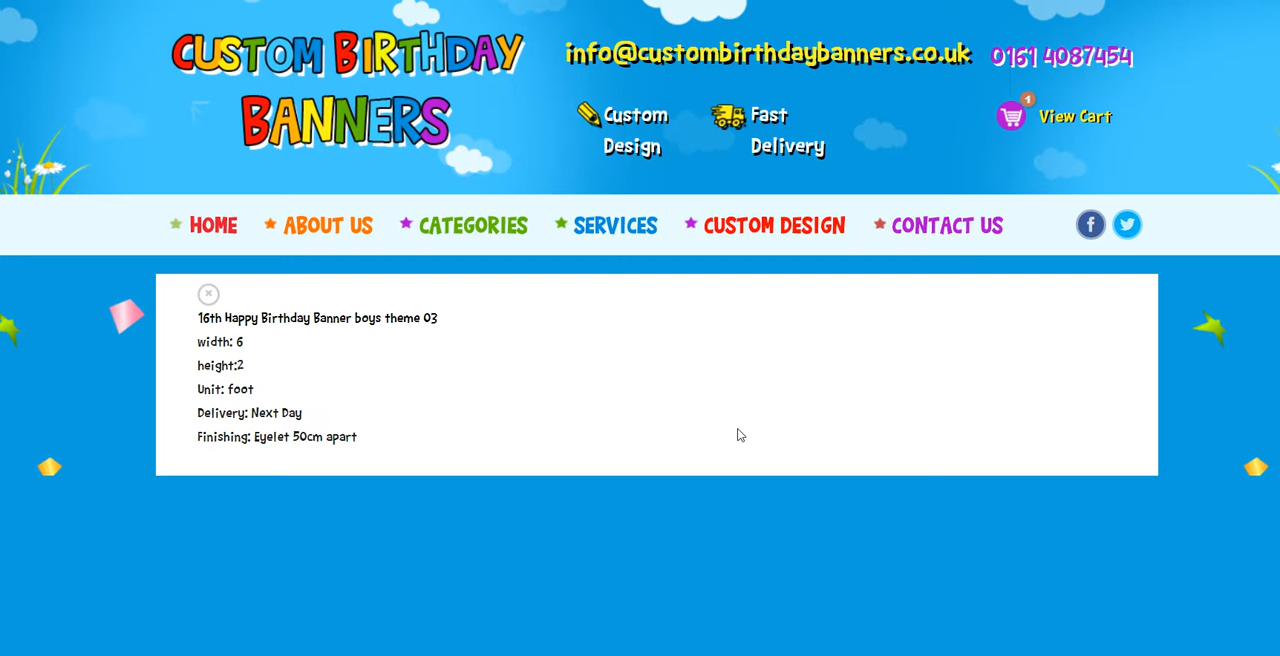 CUSTOM BIRTHDAY
BANNERS
info@custombirthdaybanners.co.uk
0161 4087454
Custom
Design
Fast
Delivery
1
View Cart
HOME
ABOUT US
CATEGORIES
SERVICES
CUSTOM DESIGN
CONTACT US
16th Happy Birthday Banner boys theme 03
width: 6
height:2
Unit: foot
Delivery: Next Day
Finishing: Eyelet 50cm apart